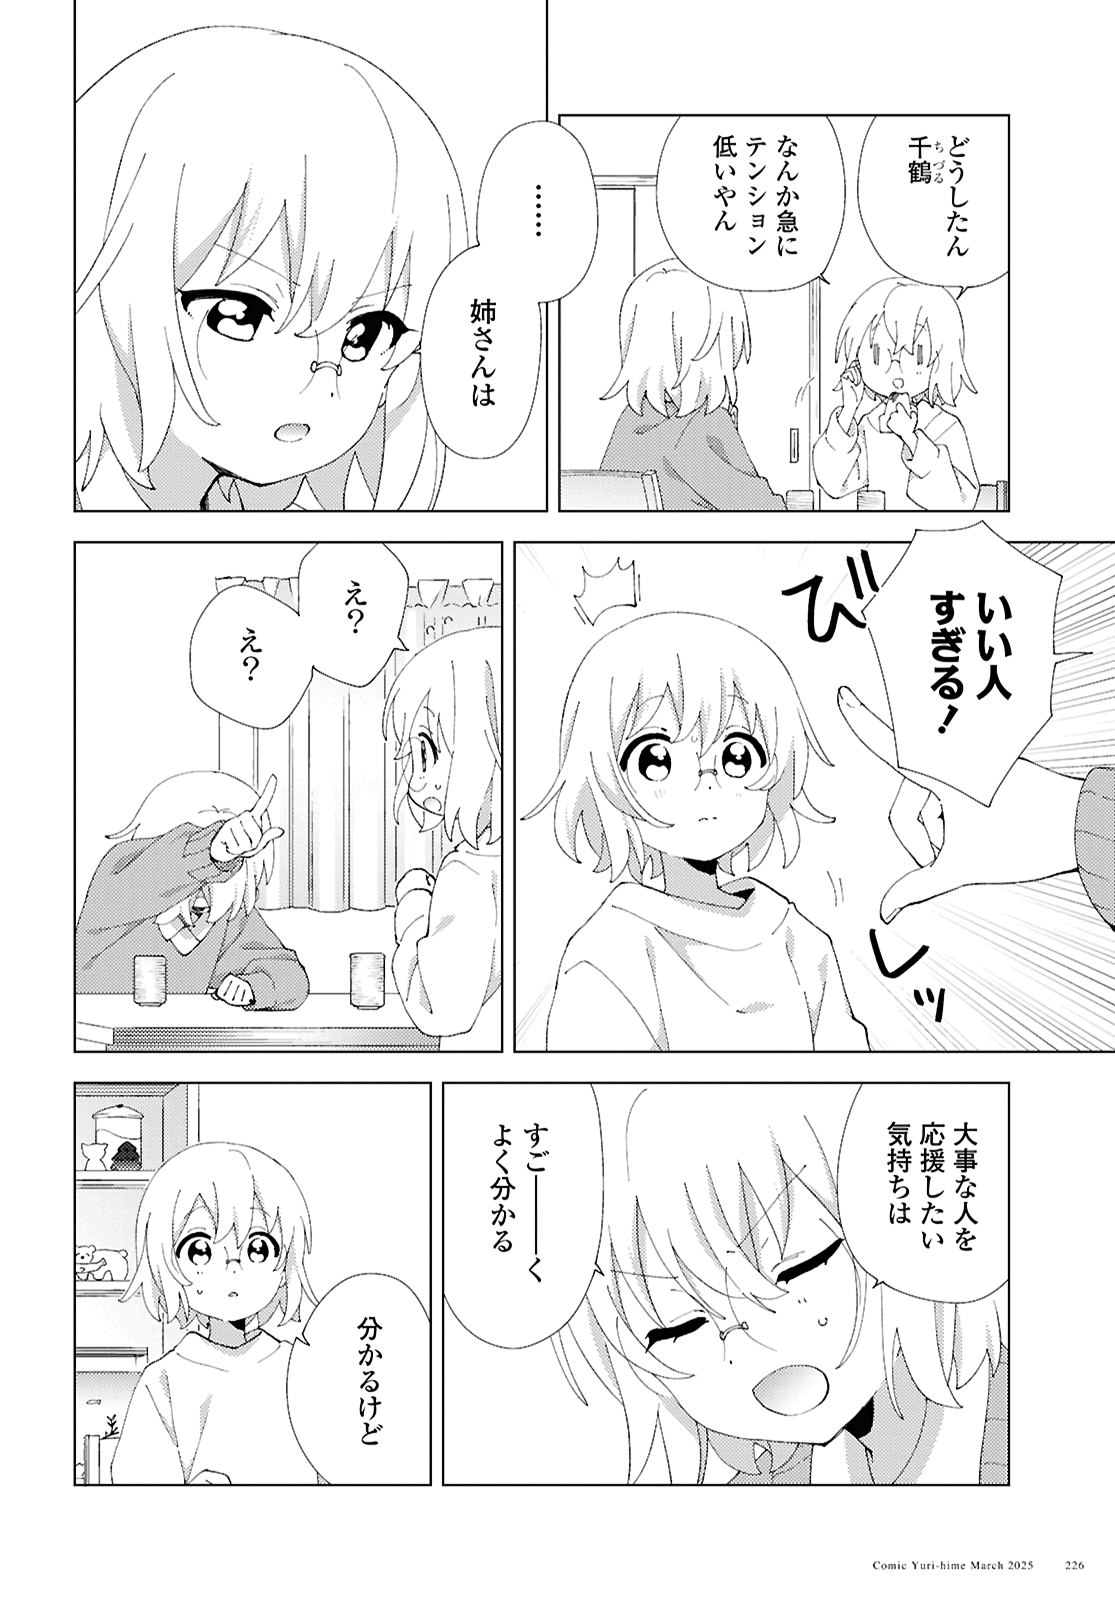 どうしたん
千鶴
ちづる
なんか急に
テンション
低いやん
……
姉さんは
いい人
すぎる！
びしッ
え？
え？
大事な人を
応援したい
気持ちは
すご――く
よく分かる
分かるけど
Comic Yuri-hime March 2025 226